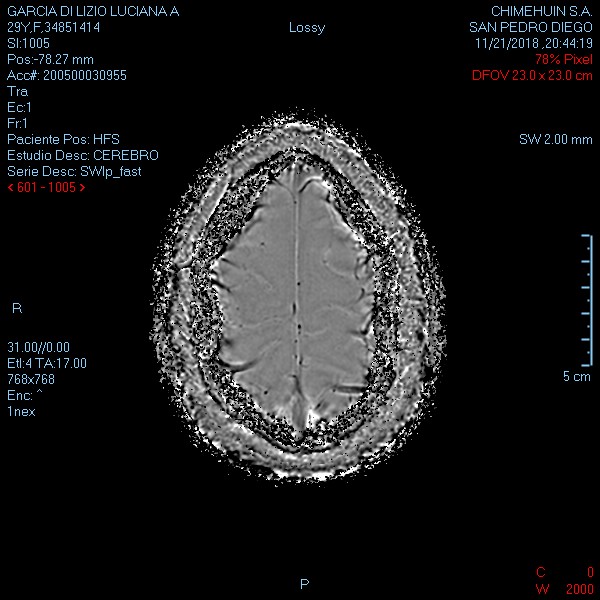 GARCIA DI LIZIO LUCIANA A
29Y,F,34851414
Sl:1005
Pos:-78.27 mm
Acc#: 200500030955
Tra
Ec:1
Fr:1
Paciente Pos: HFS
Estudio Desc: CEREBRO
Serie Desc: SWIp_fast
< 601 - 1005 >
Lossy
CHIMEHUIN S.A.
SAN PEDRO DIEGO
11/21/2018 ,20:44:19
78% Pixel
DFOV 23.0 x 23.0 cm
SW 2.00 mm
R
31.00//0.00
Etl:4 TA:17.00
768x768
Enc: ^
1nex
5 cm
P
C 0
W 2000